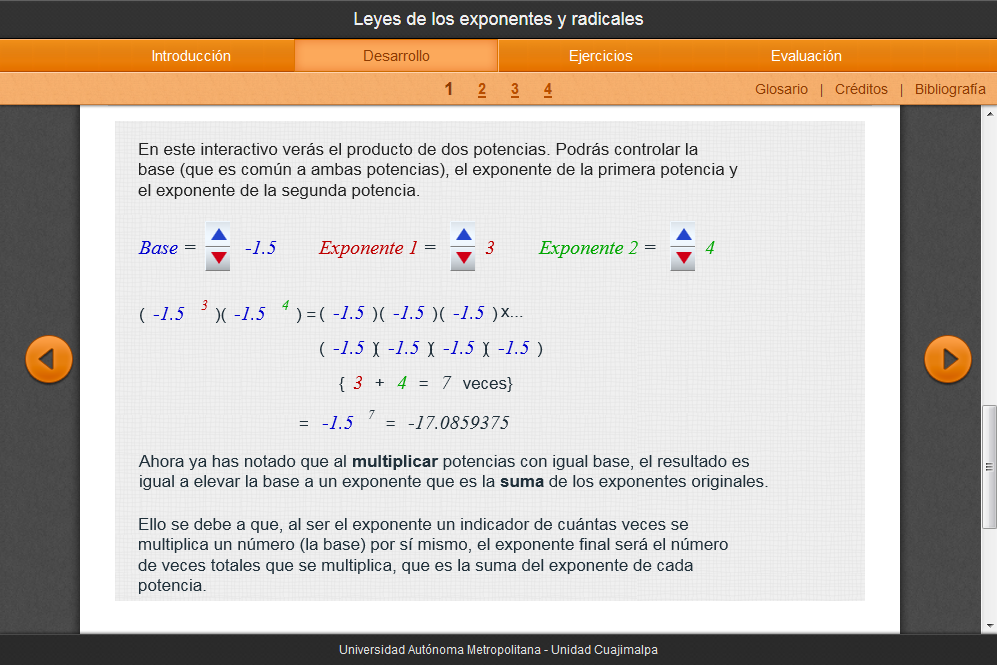 Leyes de los exponentes y radicales
Introducción Desarrollo Ejercicios Evaluación
1 2 3 4 Glosario | Créditos | Bibliografía
En este interactivo verás el producto de dos potencias. Podrás controlar la
base (que es común a ambas potencias), el exponente de la primera potencia y
el exponente de la segunda potencia.
Base = -1.5 Exponente 1 = 3 Exponente 2 = 4
( -1.5 ³ )( -1.5 ⁴ ) = ( -1.5 )( -1.5 )( -1.5 ) x...
( -1.5 )( -1.5 )( -1.5 )( -1.5 )
{ 3 + 4 = 7 veces}
= -1.5 ⁷ = -17.0859375
Ahora ya has notado que al multiplicar potencias con igual base, el resultado es
igual a elevar la base a un exponente que es la suma de los exponentes originales.
Ello se debe a que, al ser el exponente un indicador de cuántas veces se
multiplica un número (la base) por sí mismo, el exponente final será el número
de veces totales que se multiplica, que es la suma del exponente de cada
potencia.
Universidad Autónoma Metropolitana - Unidad Cuajimalpa